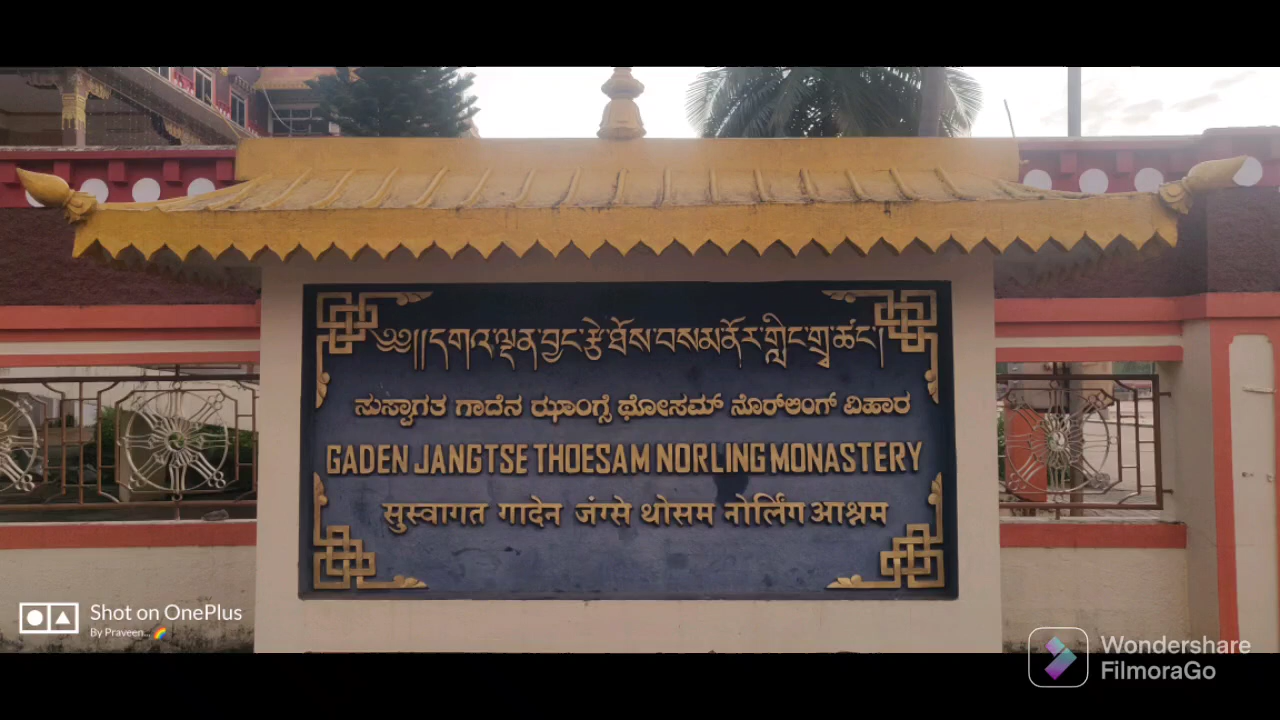 ༄༅།།དགའ་ལྡན་བྱང་རྩེ་ཐོས་བསམ་ནོར་གླིང་གྲྭ་ཚང་།
ಸುಸ್ವಾಗತ ಗಾದೆನ ಝಾಂಗ್ಸೆ ಥೋಸಮ್ ನೊರ್‌ಲಿಂಗ್ ವಿಹಾರ
GADEN JANGTSE THOESAM NORLING MONASTERY
सुस्वागत गादेन जंग्से थोसम नोर्लिंग आश्रम
Shot on OnePlus
By Praveen...🌈
Wondershare
FilmoraGo